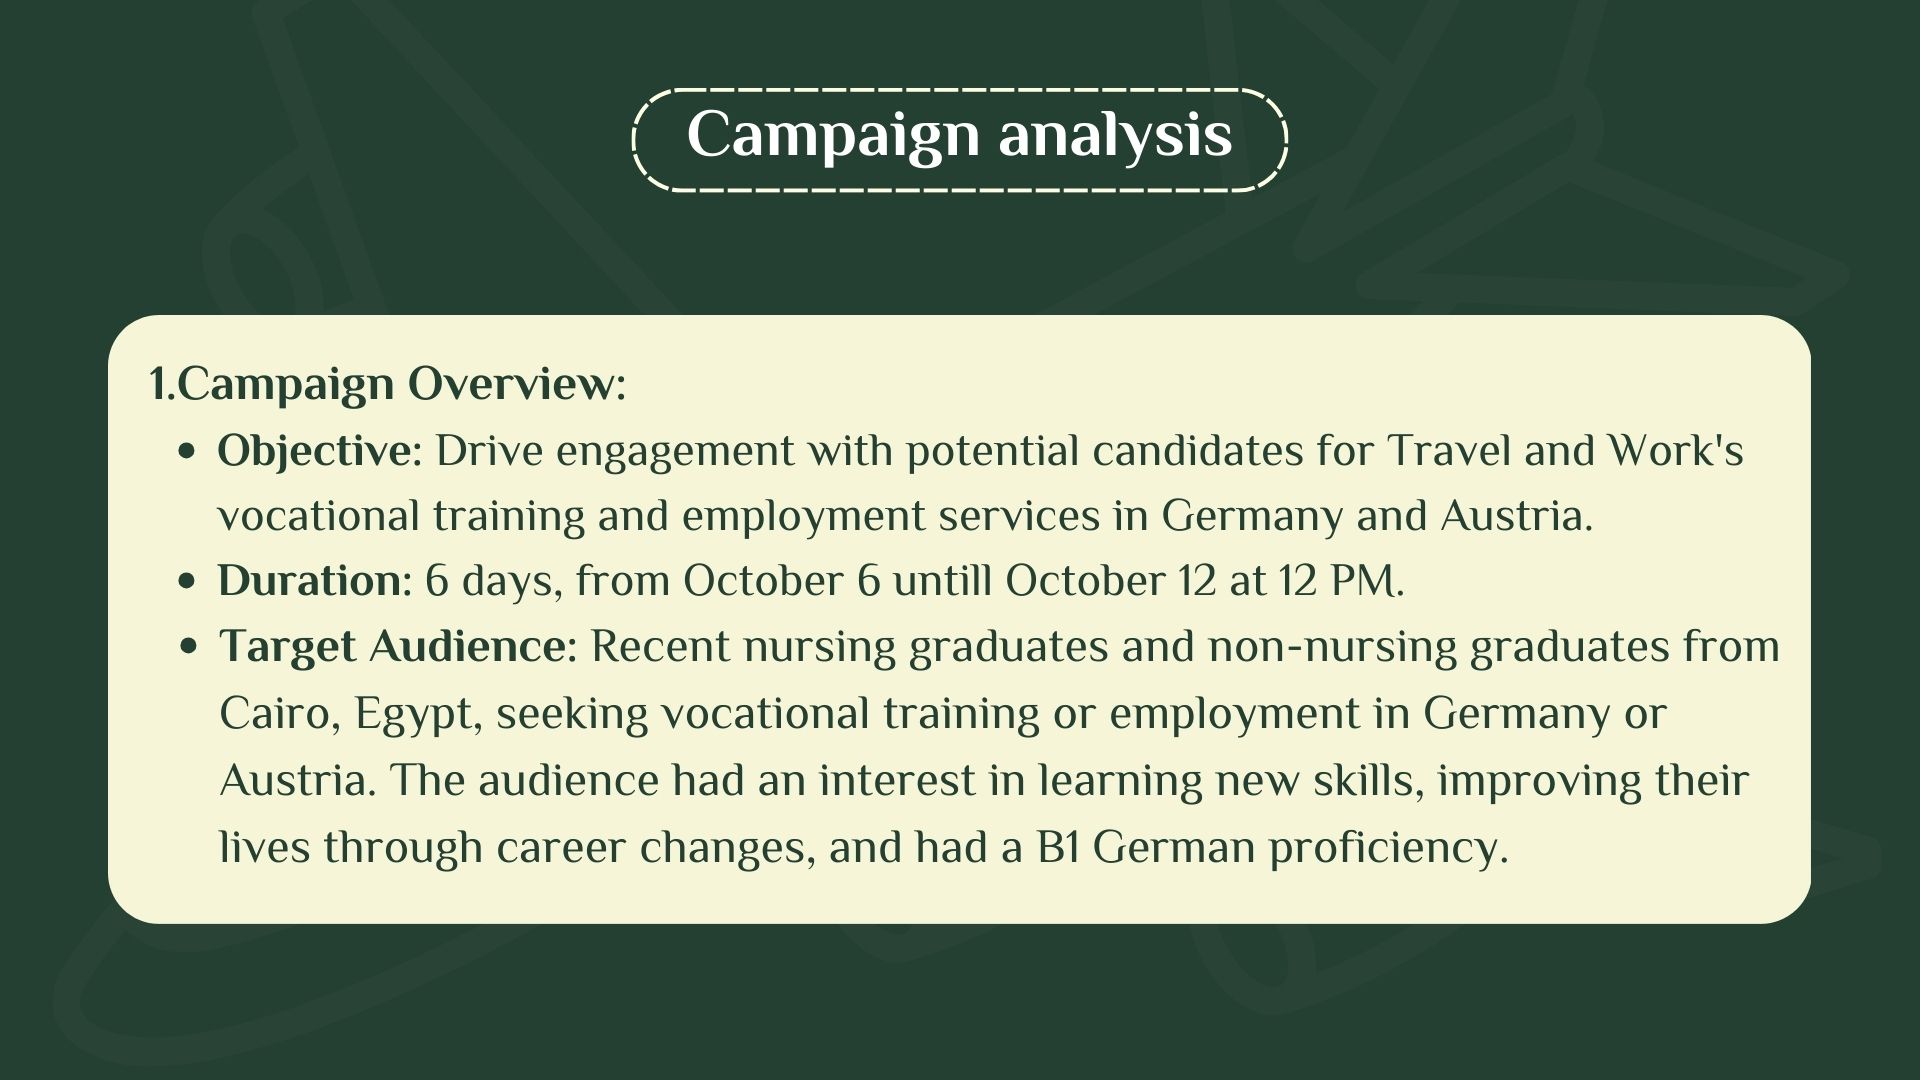 Campaign analysis
1.Campaign Overview:
• Objective: Drive engagement with potential candidates for Travel and Work's
vocational training and employment services in Germany and Austria.
• Duration: 6 days, from October 6 untill October 12 at 12 PM.
• Target Audience: Recent nursing graduates and non-nursing graduates from
Cairo, Egypt, seeking vocational training or employment in Germany or
Austria. The audience had an interest in learning new skills, improving their
lives through career changes, and had a B1 German proficiency.